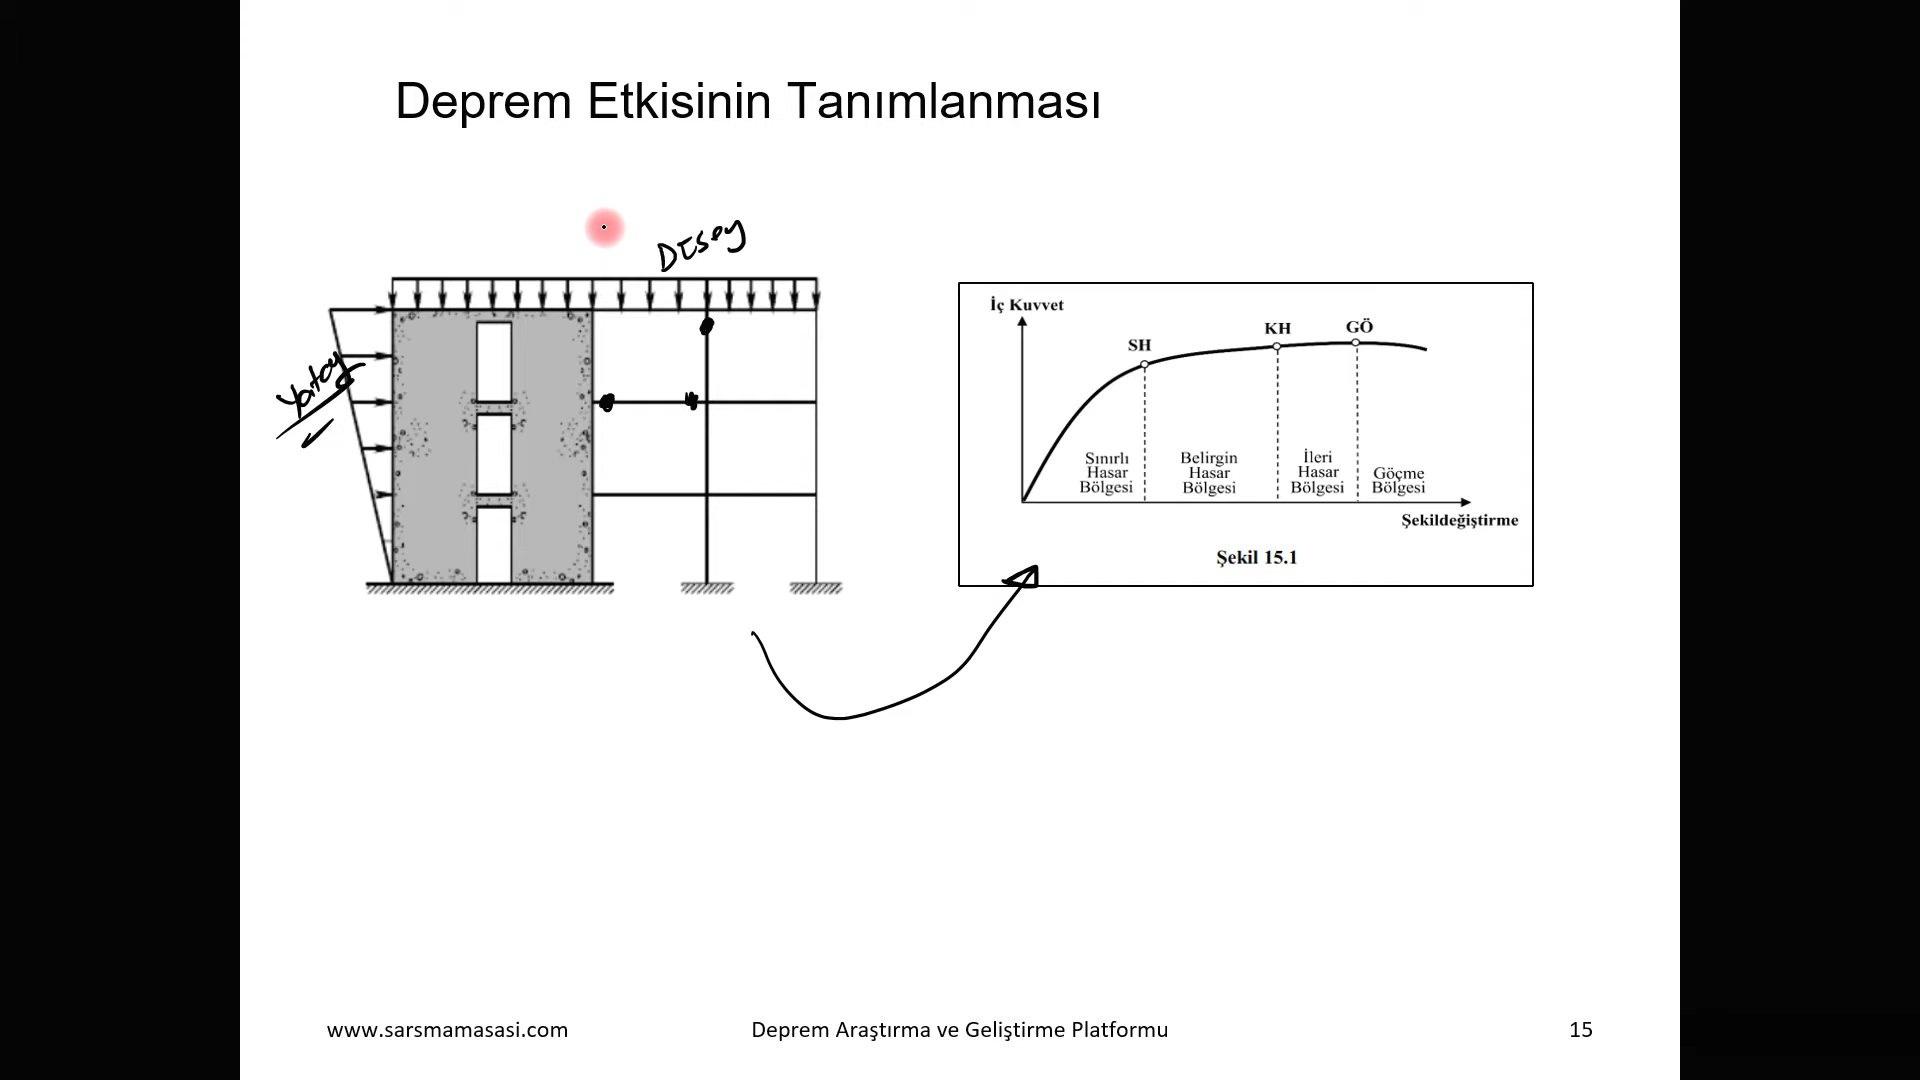 Deprem Etkisinin Tanımlanması
Düşey
Yatay
İç Kuvvet
SH
KH
GÖ
Sınırlı
Hasar
Bölgesi
Belirgin
Hasar
Bölgesi
İleri
Hasar
Bölgesi
Göçme
Bölgesi
Şekildeğiştirme
Şekil 15.1
www.sarsmamasasi.com
Deprem Araştırma ve Geliştirme Platformu
15